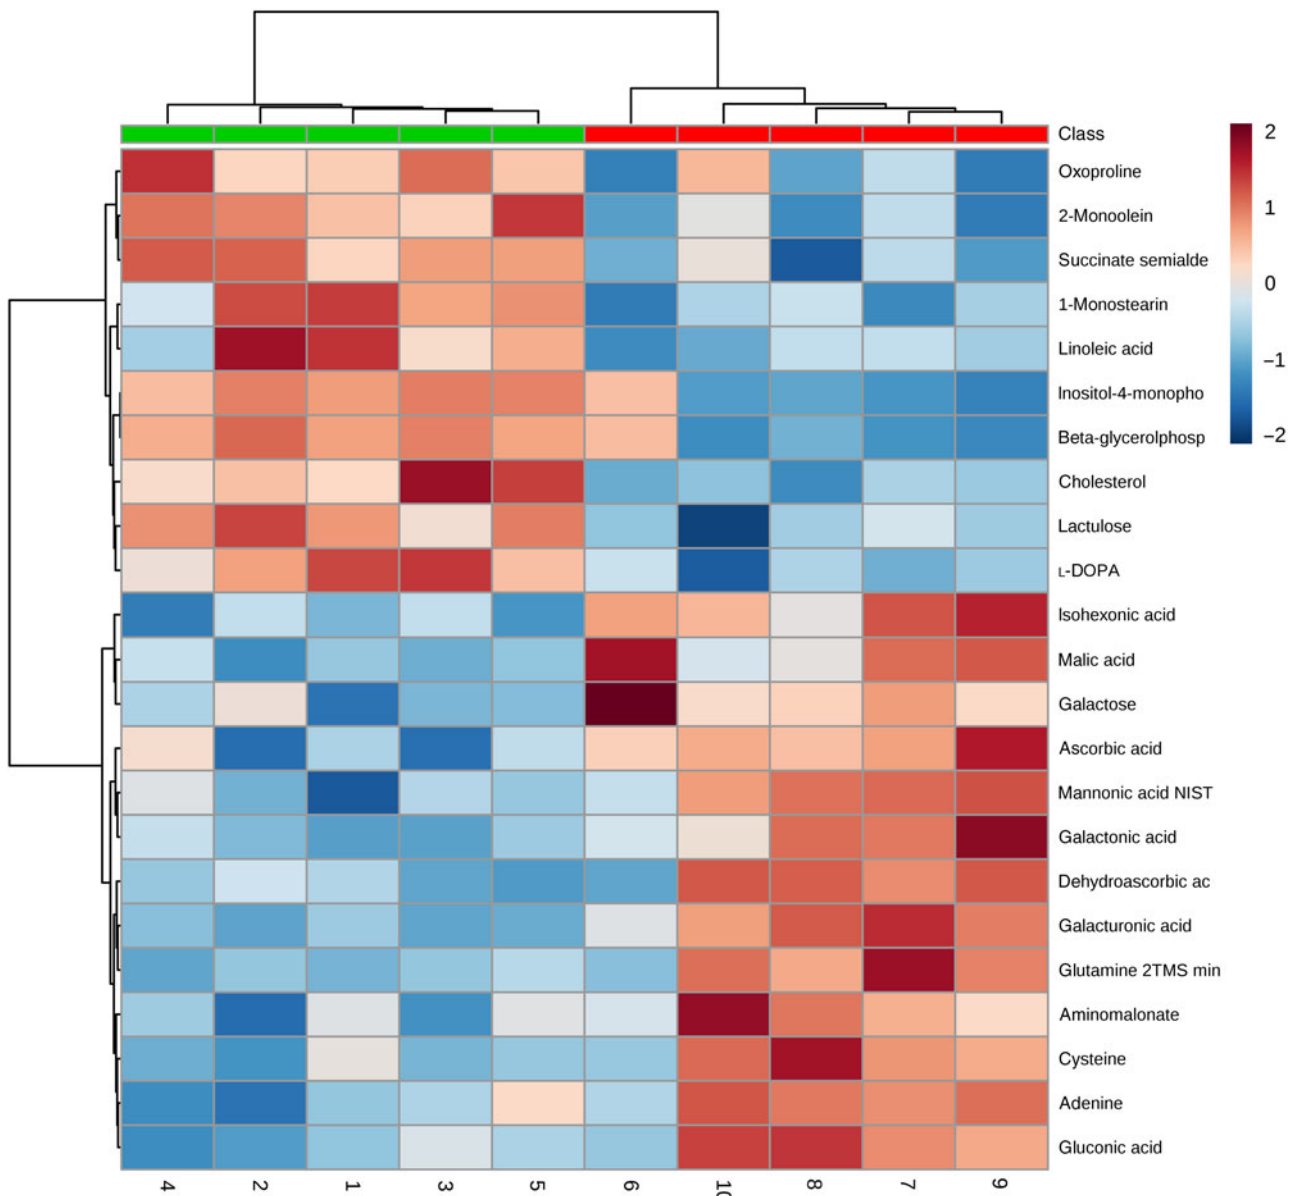 Class
Oxoproline
2-Monoolein
Succinate semialde
1-Monostearin
Linoleic acid
Inositol-4-monopho
Beta-glycerolphosp
Cholesterol
Lactulose
L-DOPA
Isohexonic acid
Malic acid
Galactose
Ascorbic acid
Mannonic acid NIST
Galactonic acid
Dehydroascorbic ac
Galacturonic acid
Glutamine 2TMS min
Aminomalonate
Cysteine
Adenine
Gluconic acid
2
1
0
−1
−2
4 2 1 3 5 6 10 8 7 9